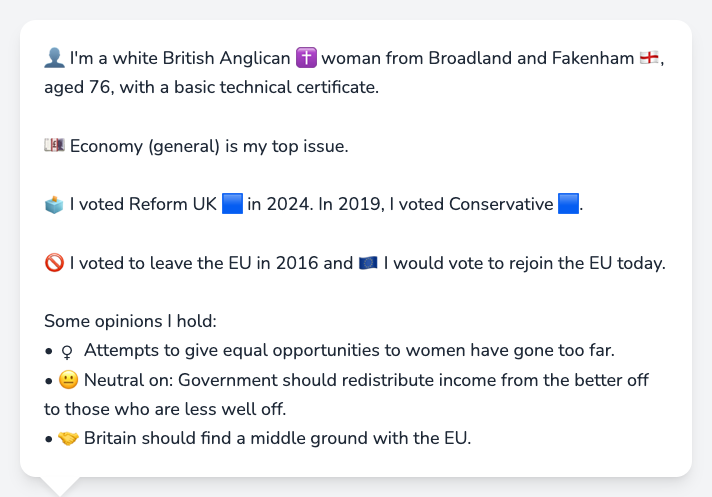 👤 I'm a white British Anglican ✝️ woman from Broadland and Fakenham 🏴󠁧󠁢󠁥󠁮󠁧󠁿,
aged 76, with a basic technical certificate.
💷 Economy (general) is my top issue.
🗳️ I voted Reform UK 🟦 in 2024. In 2019, I voted Conservative 🟦.
🚫 I voted to leave the EU in 2016 and 🇪🇺 I would vote to rejoin the EU today.
Some opinions I hold:
• ♀ Attempts to give equal opportunities to women have gone too far.
• 😐 Neutral on: Government should redistribute income from the better off
to those who are less well off.
• 🤝 Britain should find a middle ground with the EU.